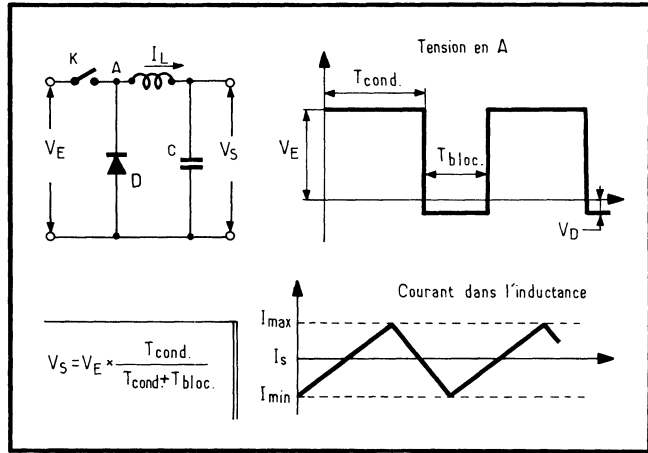 K
A
I_L
V_E
D
C
V_S
Tension en A
T_cond.
V_E
T_bloc.
V_D
Courant dans l'inductance
I_max
I_s
I_min
V_S = V_E × T_cond. / T_cond. + T_bloc.